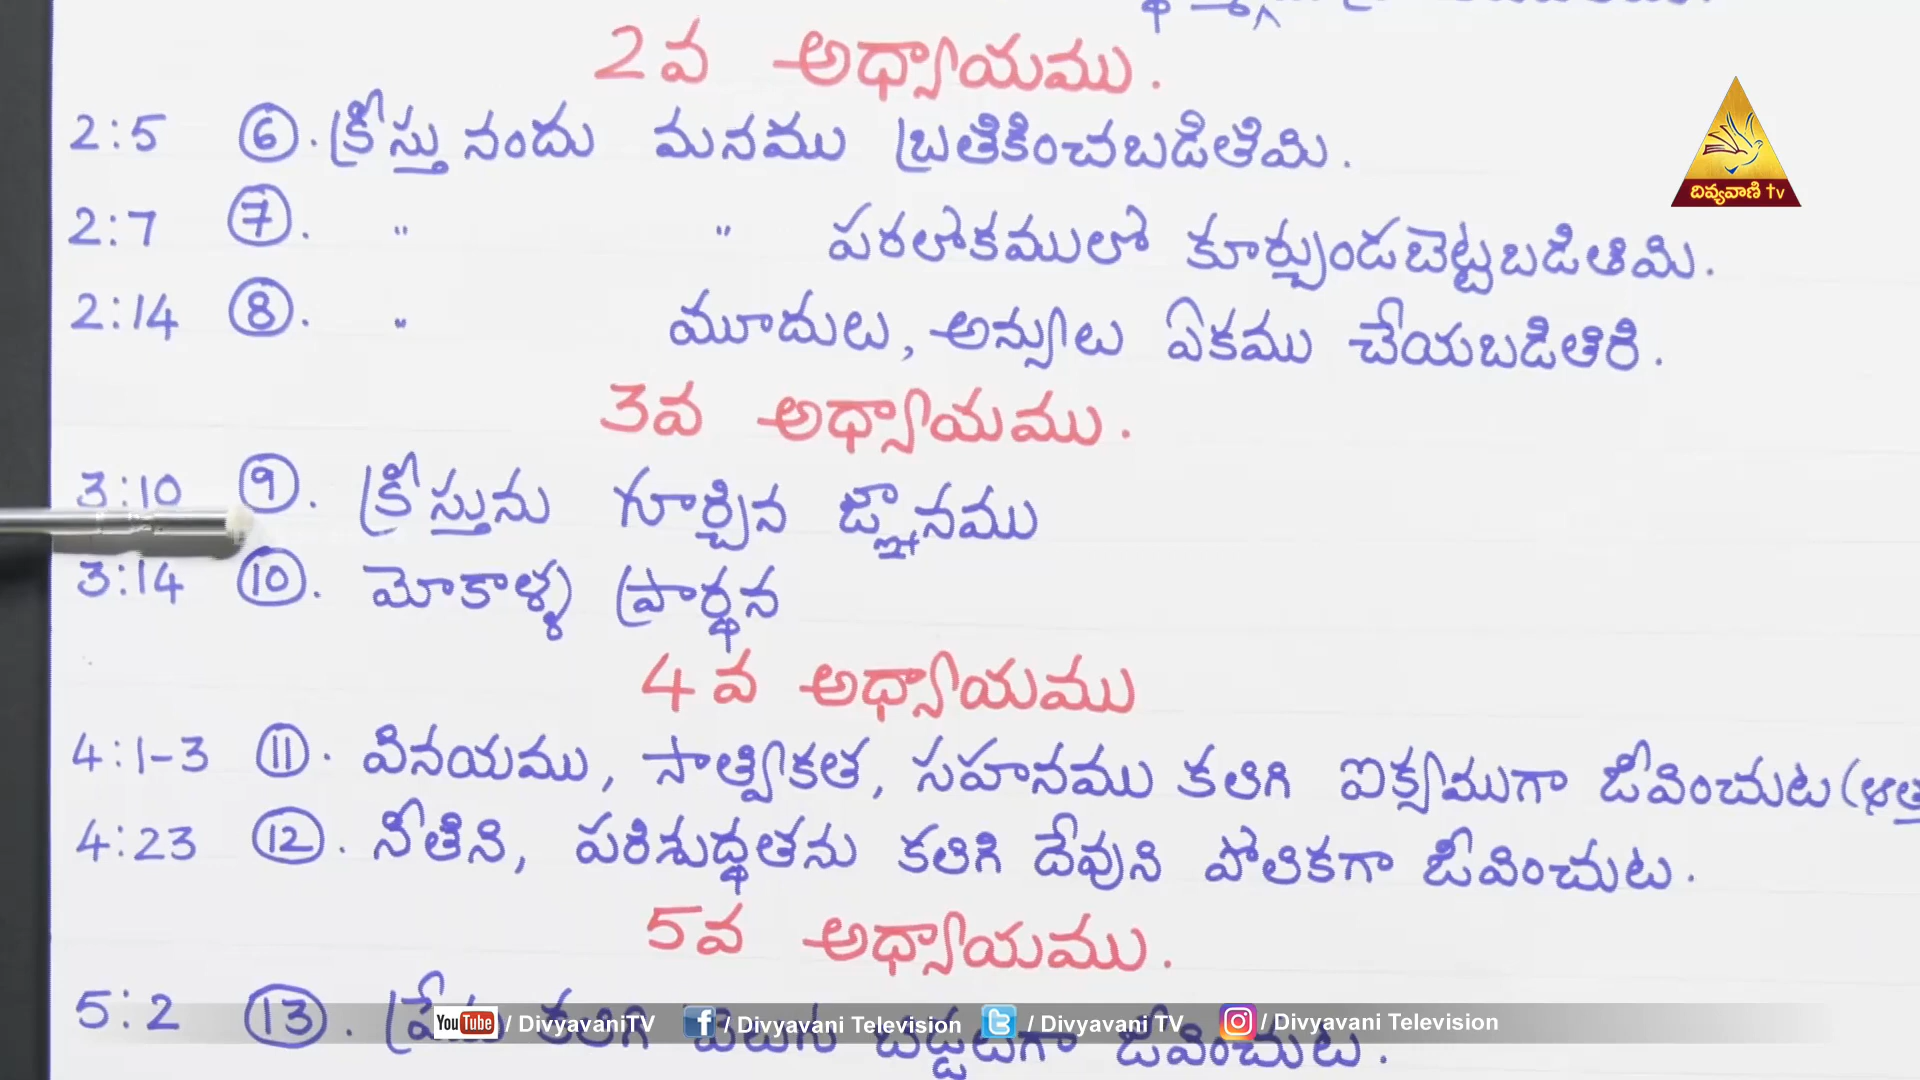 2వ అధ్యాయము.
2:5 ⑥. క్రీస్తు నందు మనము బ్రతికించబడితిమి.
2:7 ⑦. " " పరలోకములో కూర్చుండబెట్టబడితిమి.
2:14 ⑧. " యూదులు, అన్యులు ఏకము చేయబడితిరి.
3వ అధ్యాయము.
3:10 ⑨. క్రీస్తును గూర్చిన జ్ఞానము
3:14 ⑩. మోకాళ్ళ ప్రార్థన
4వ అధ్యాయము
4:1-3 ⑪. వినయము, సాత్వికత, సహనము కలిగి ఐక్యముగా జీవించుట
4:23 ⑫. నీతిని, పరిశుద్ధతను కలిగి దేవుని పోలికగా జీవించుట.
5వ అధ్యాయము.
5:2 ⑬. కలిగి జీవించుట.
దివ్యవాణి tv
YouTube / DivyavaniTV f / Divyavani Television / Divyavani TV / Divyavani Television